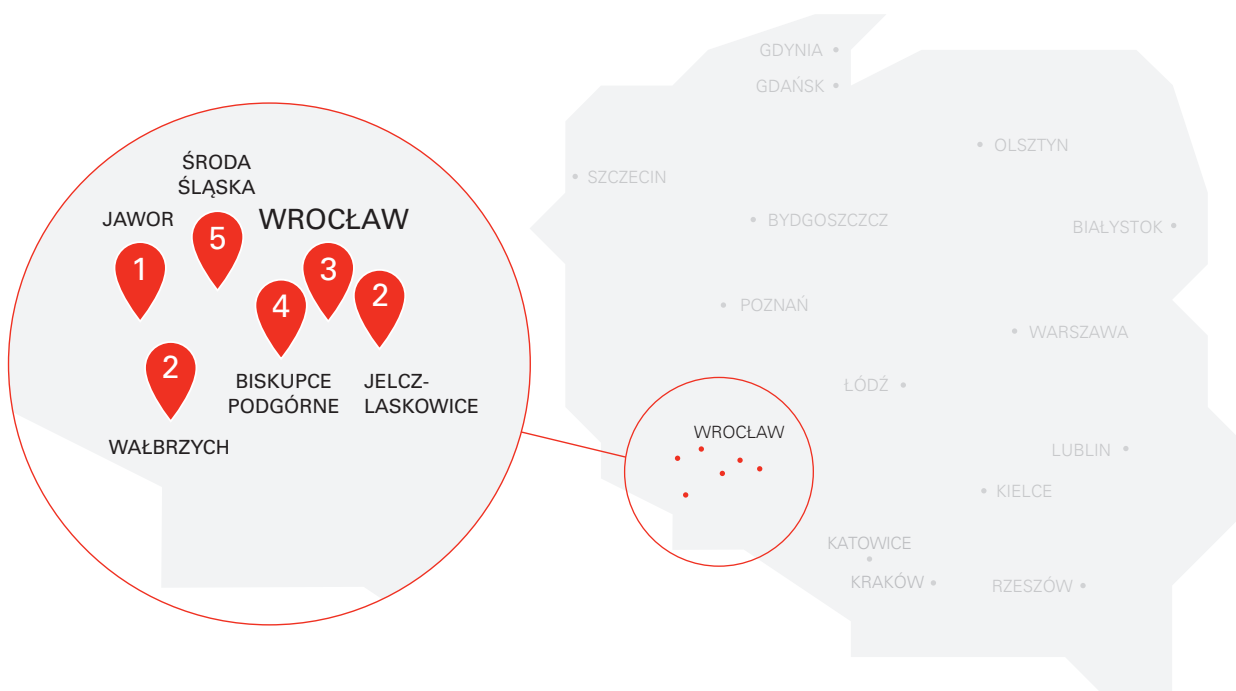 ŚRODA
ŚLĄSKA
JAWOR
WROCŁAW
5
1
3
2
4
2
BISKUPCE
PODGÓRNE
JELCZ-
LASKOWICE
WAŁBRZYCH
GDYNIA
GDAŃSK
OLSZTYN
SZCZECIN
BYDGOSZCZCZ
BIAŁYSTOK
POZNAŃ
WARSZAWA
ŁÓDŹ
WROCŁAW
LUBLIN
KIELCE
KATOWICE
KRAKÓW
RZESZÓW